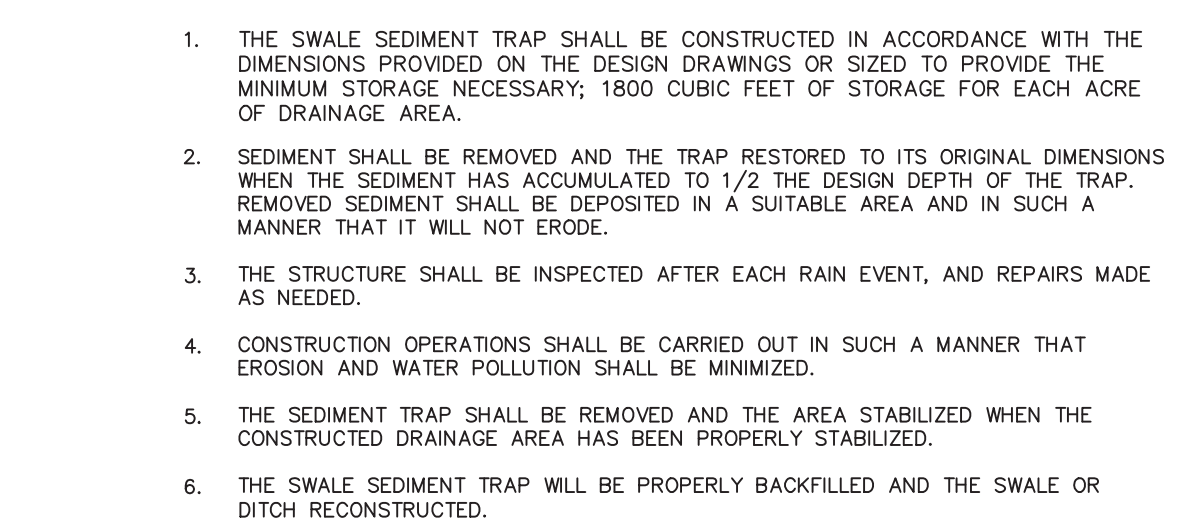 1. THE SWALE SEDIMENT TRAP SHALL BE CONSTRUCTED IN ACCORDANCE WITH THE
DIMENSIONS PROVIDED ON THE DESIGN DRAWINGS OR SIZED TO PROVIDE THE
MINIMUM STORAGE NECESSARY; 1800 CUBIC FEET OF STORAGE FOR EACH ACRE
OF DRAINAGE AREA.
2. SEDIMENT SHALL BE REMOVED AND THE TRAP RESTORED TO ITS ORIGINAL DIMENSIONS
WHEN THE SEDIMENT HAS ACCUMULATED TO 1/2 THE DESIGN DEPTH OF THE TRAP.
REMOVED SEDIMENT SHALL BE DEPOSITED IN A SUITABLE AREA AND IN SUCH A
MANNER THAT IT WILL NOT ERODE.
3. THE STRUCTURE SHALL BE INSPECTED AFTER EACH RAIN EVENT, AND REPAIRS MADE
AS NEEDED.
4. CONSTRUCTION OPERATIONS SHALL BE CARRIED OUT IN SUCH A MANNER THAT
EROSION AND WATER POLLUTION SHALL BE MINIMIZED.
5. THE SEDIMENT TRAP SHALL BE REMOVED AND THE AREA STABILIZED WHEN THE
CONSTRUCTED DRAINAGE AREA HAS BEEN PROPERLY STABILIZED.
6. THE SWALE SEDIMENT TRAP WILL BE PROPERLY BACKFILLED AND THE SWALE OR
DITCH RECONSTRUCTED.